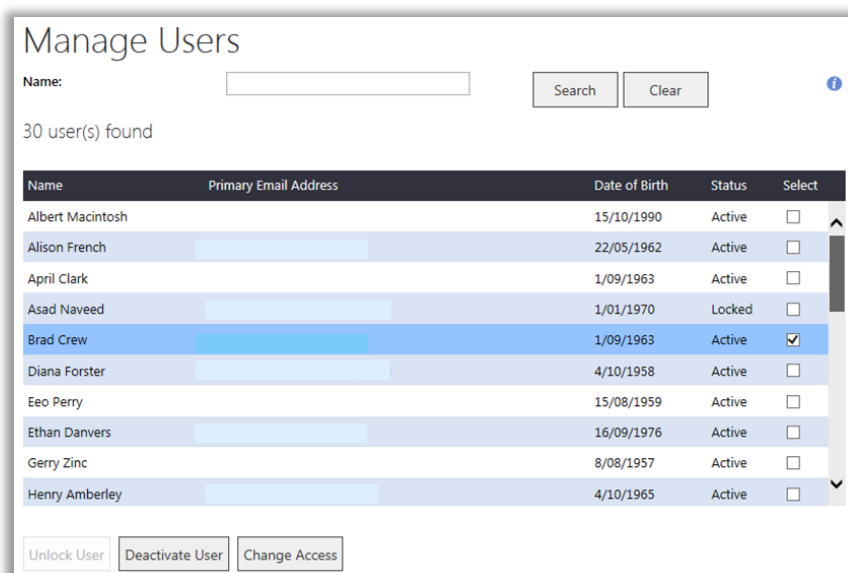 Manage Users
Name: Search Clear
30 user(s) found
Name Primary Email Address Date of Birth Status Select
Albert Macintosh 15/10/1990 Active
Alison French 22/05/1962 Active
April Clark 1/09/1963 Active
Asad Naveed 1/01/1970 Locked
Brad Crew 1/09/1963 Active
Diana Forster 4/10/1958 Active
Eeo Perry 15/08/1959 Active
Ethan Danvers 16/09/1976 Active
Gerry Zinc 8/08/1957 Active
Henry Amberley 4/10/1965 Active
Unlock User Deactivate User Change Access